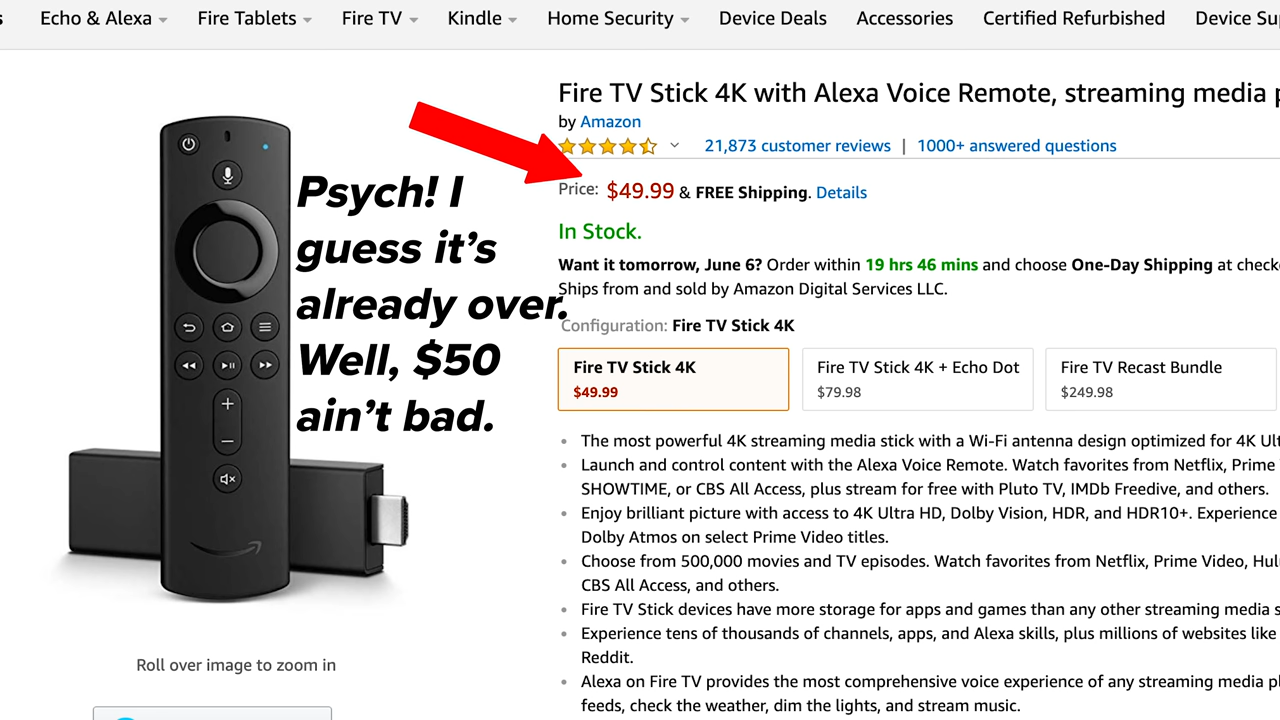 Echo & Alexa Fire Tablets Fire TV Kindle Home Security Device Deals Accessories Certified Refurbished Device Su
Fire TV Stick 4K with Alexa Voice Remote, streaming media
by Amazon
21,873 customer reviews | 1000+ answered questions
Price: $49.99 & FREE Shipping. Details
In Stock.
Want it tomorrow, June 6? Order within 19 hrs 46 mins and choose One-Day Shipping at checko
Ships from and sold by Amazon Digital Services LLC.
Configuration: Fire TV Stick 4K
Fire TV Stick 4K
$49.99
Fire TV Stick 4K + Echo Dot
$79.98
Fire TV Recast Bundle
$249.98
The most powerful 4K streaming media stick with a Wi-Fi antenna design optimized for 4K Ult
Launch and control content with the Alexa Voice Remote. Watch favorites from Netflix, Prime
SHOWTIME, or CBS All Access, plus stream for free with Pluto TV, IMDb Freedive, and others.
Enjoy brilliant picture with access to 4K Ultra HD, Dolby Vision, HDR, and HDR10+. Experience
Dolby Atmos on select Prime Video titles.
Choose from 500,000 movies and TV episodes. Watch favorites from Netflix, Prime Video, Hul
CBS All Access, and others.
Fire TV Stick devices have more storage for apps and games than any other streaming media s
Experience tens of thousands of channels, apps, and Alexa skills, plus millions of websites like
Reddit.
Alexa on Fire TV provides the most comprehensive voice experience of any streaming media pl
feeds, check the weather, dim the lights, and stream music.
Psych! I
guess it's
already over.
Well, $50
ain't bad.
Roll over image to zoom in